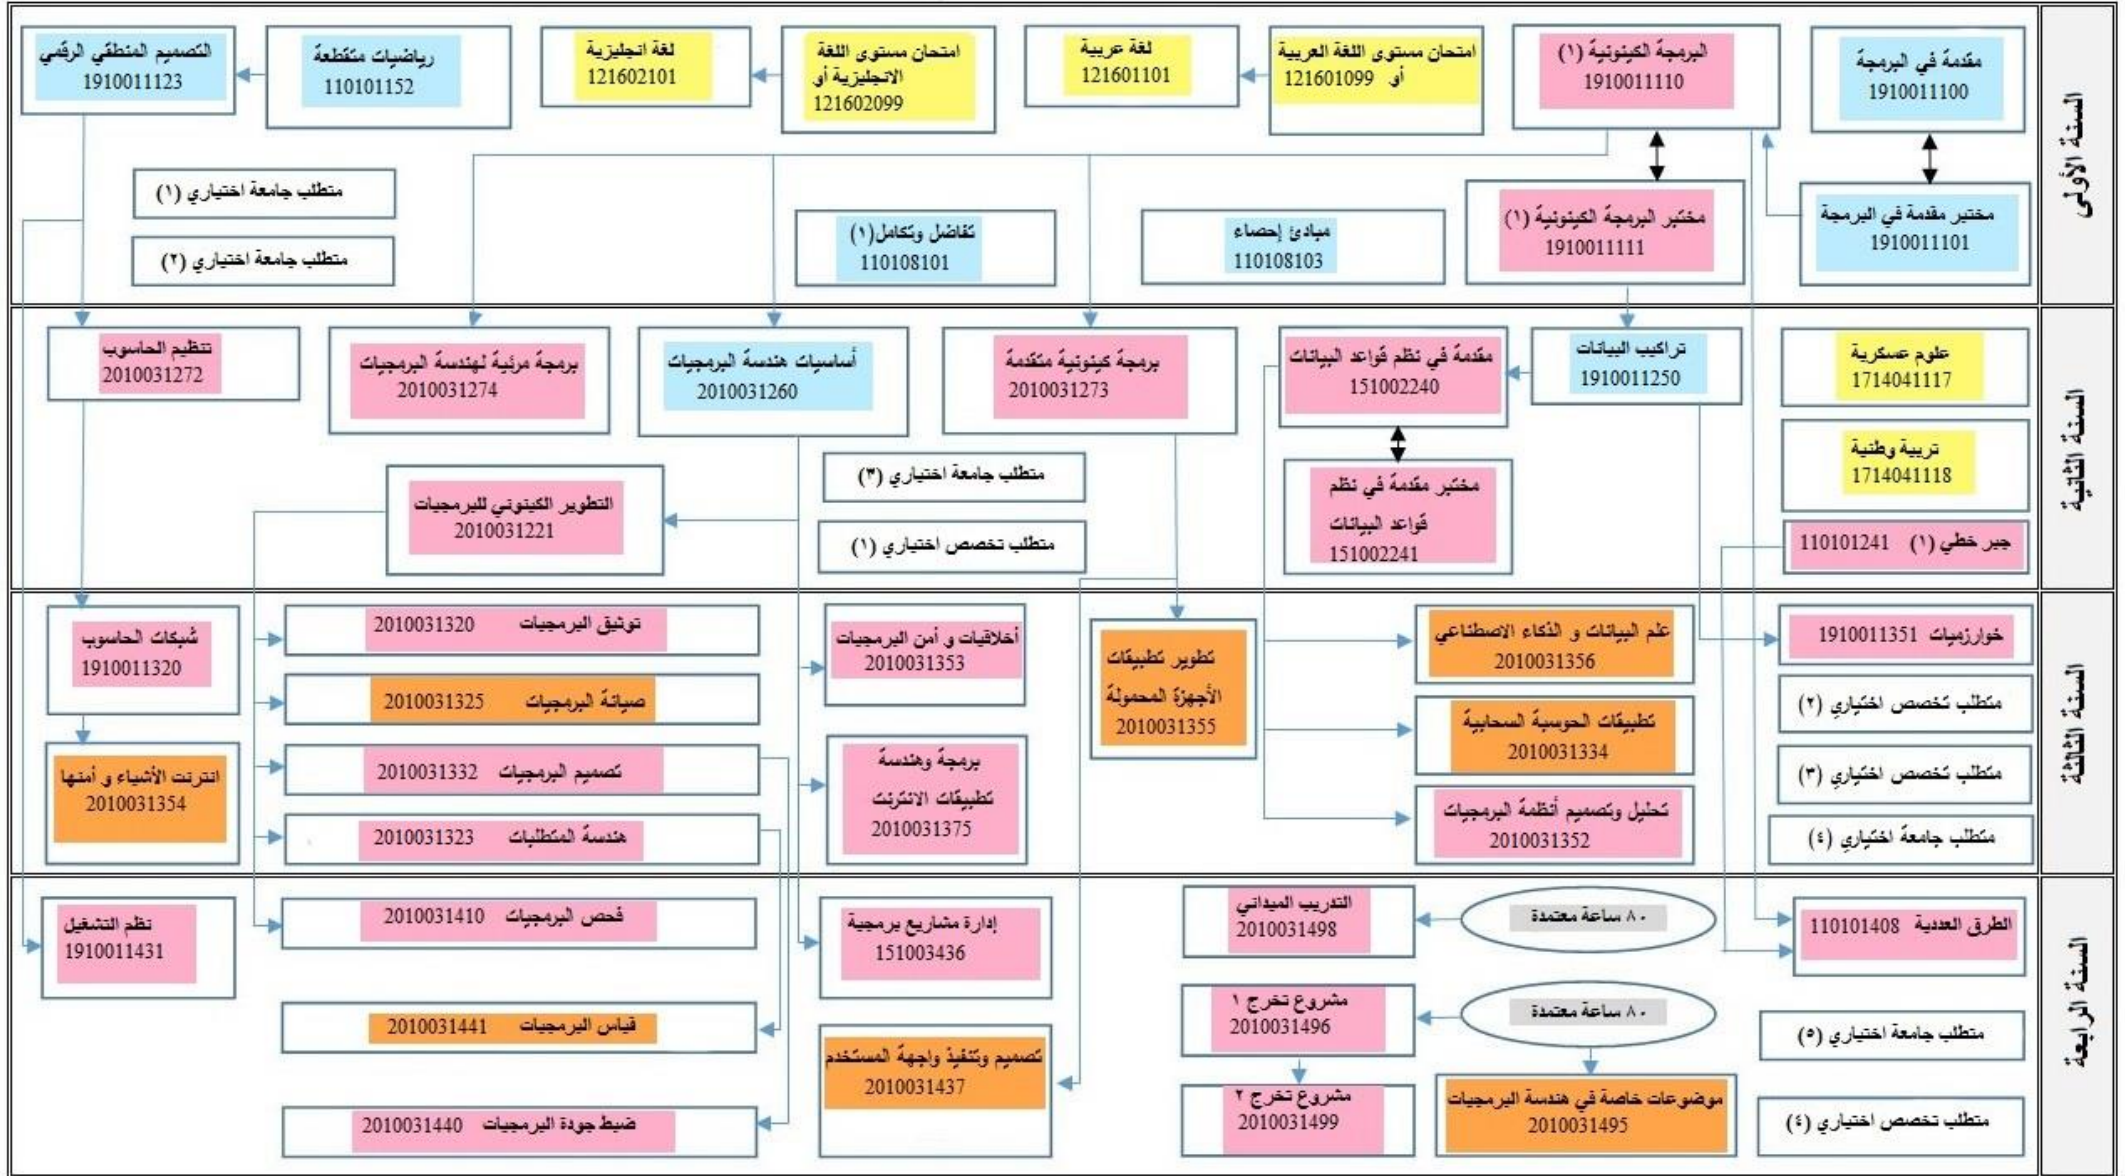 السنة الأولى
مقدمة في البرمجة
1910011100
البرمجة الكينونية (١)
1910011110
امتحان مستوى اللغة العربية
أو 121601099
لغة عربية
121601101
امتحان مستوى اللغة
الانجليزية أو
121602099
لغة انجليزية
121602101
رياضيات متقطعة
110101152
التصميم المنطقي الرقمي
1910011123
مختبر مقدمة في البرمجة
1910011101
مختبر البرمجة الكينونية (١)
1910011111
مبادئ إحصاء
110108103
تفاضل وتكامل(١)
110108101
متطلب جامعة اختياري (١)
متطلب جامعة اختياري (٢)
السنة الثانية
علوم عسكرية
1714041117
تراكيب البيانات
1910011250
مقدمة في نظم قواعد البيانات
151002240
برمجة كينونية متقدمة
2010031273
أساسيات هندسة البرمجيات
2010031260
برمجة مرئية لهندسة البرمجيات
2010031274
تنظيم الحاسوب
2010031272
تربية وطنية
1714041118
مختبر مقدمة في نظم
قواعد البيانات
151002241
متطلب جامعة اختياري (٣)
متطلب تخصص اختياري (١)
التطوير الكينوني للبرمجيات
2010031221
جبر خطي (١) 110101241
السنة الثالثة
خوارزميات 1910011351
علم البيانات و الذكاء الاصطناعي
2010031356
تطوير تطبيقات
الأجهزة المحمولة
2010031355
أخلاقيات و أمن البرمجيات
2010031353
توثيق البرمجيات 2010031320
شبكات الحاسوب
1910011320
متطلب تخصص اختياري (٢)
تطبيقات الحوسبة السحابية
2010031334
صيانة البرمجيات 2010031325
متطلب تخصص اختياري (٣)
برمجة وهندسة
تطبيقات الانترنت
2010031375
تصميم البرمجيات 2010031332
انترنت الأشياء و أمنها
2010031354
متطلب جامعة اختياري (٤)
تحليل وتصميم أنظمة البرمجيات
2010031352
هندسة المتطلبات 2010031323
السنة الرابعة
الطرق العددية 110101408
٨٠ ساعة معتمدة
التدريب الميداني
2010031498
إدارة مشاريع برمجية
151003436
فحص البرمجيات 2010031410
نظم التشغيل
1910011431
متطلب جامعة اختياري (٥)
٨٠ ساعة معتمدة
مشروع تخرج ١
2010031496
قياس البرمجيات 2010031441
تصميم وتنفيذ واجهة المستخدم
2010031437
متطلب تخصص اختياري (٤)
موضوعات خاصة في هندسة البرمجيات
2010031495
مشروع تخرج ٢
2010031499
ضبط جودة البرمجيات 2010031440